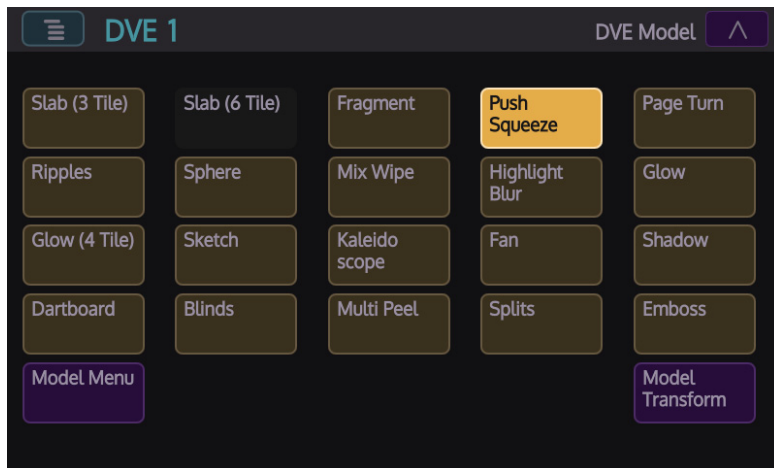 DVE 1
DVE Model
Slab (3 Tile)
Slab (6 Tile)
Fragment
Push
Squeeze
Page Turn
Ripples
Sphere
Mix Wipe
Highlight
Blur
Glow
Glow (4 Tile)
Sketch
Kaleido
scope
Fan
Shadow
Dartboard
Blinds
Multi Peel
Splits
Emboss
Model Menu
Model
Transform